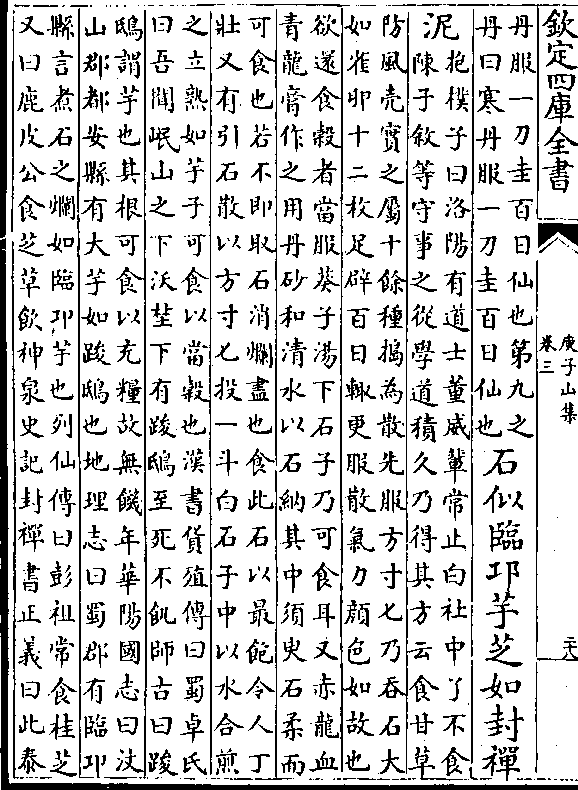 欽定四庫全書
庾子山集
卷三
丹服一刀圭百日仙也第九之
丹曰寒丹服一刀圭百日仙也
石似臨邛芋芝如封禪
泥
抱樸子曰洛陽有道士董威輦常止白社中了不食
陳子敘等守事之從學道積久乃得其方云食甘草
防風莧實之屬十餘種搗為散先服方寸匕乃吞石大
如雀卵十二枚足辟百日輒更服散氣力顔色如故也
欲還食穀者當服葵子湯下石子乃可食耳又赤龍血
青龍膏作之用丹砂和清水以石納其中須臾石柔而
可食也若不即取石消爛盡也食此石以最飽令人丁
壯又有引石散以方寸匕投一斗白石子中以水合煎
之立熟如芋子可食以當穀也漢書貨殖傳曰蜀卓氏
曰吾聞岷山之下沃埜下有踆鴟至死不飢師古曰踆
鴟謂芋也其根可食以充糧故無饑年華陽國志曰汶
山郡都安縣有大芋如踆鴟也地理志曰蜀郡有臨邛
縣言煮石之爛如臨邛芋也列仙傳曰彭祖常食桂芝
又曰鹿皮公食芝草飲神泉史記封禪書正義曰此泰